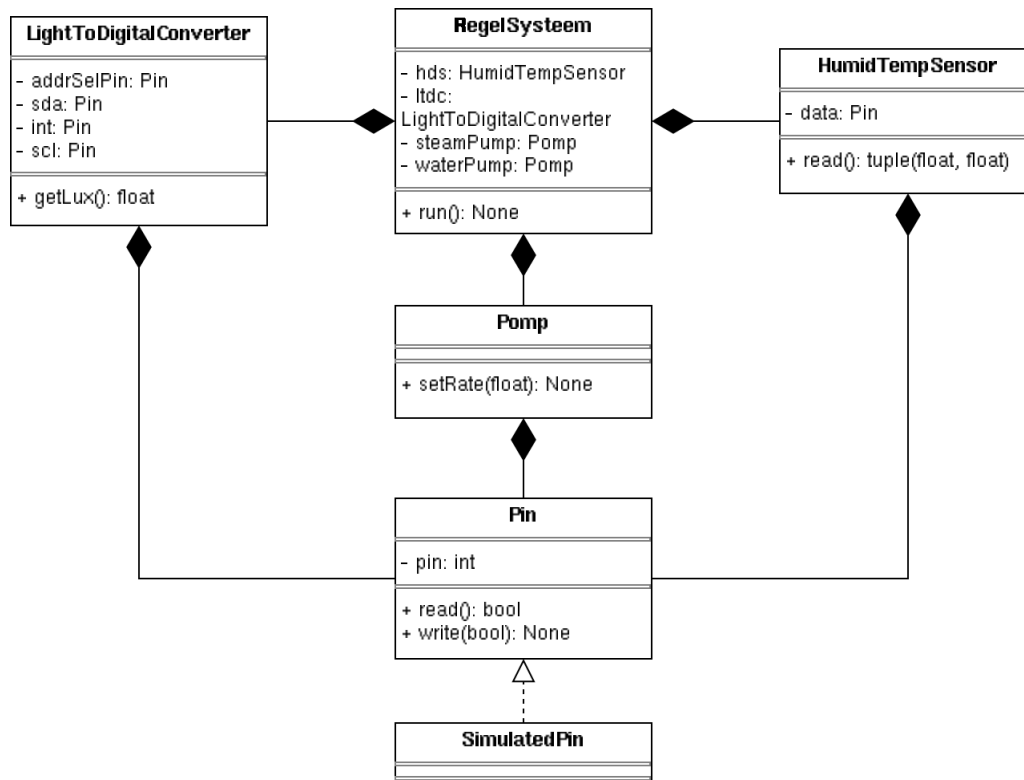 LightToDigitalConverter
- addrSelPin: Pin
- sda: Pin
- int: Pin
- scl: Pin
+ getLux(): float
RegelSysteem
- hds: HumidTempSensor
- ltdc:
LightToDigitalConverter
- steamPump: Pomp
- waterPump: Pomp
+ run(): None
HumidTempSensor
- data: Pin
+ read(): tuple(float, float)
Pomp
+ setRate(float): None
Pin
- pin: int
+ read(): bool
+ write(bool): None
SimulatedPin